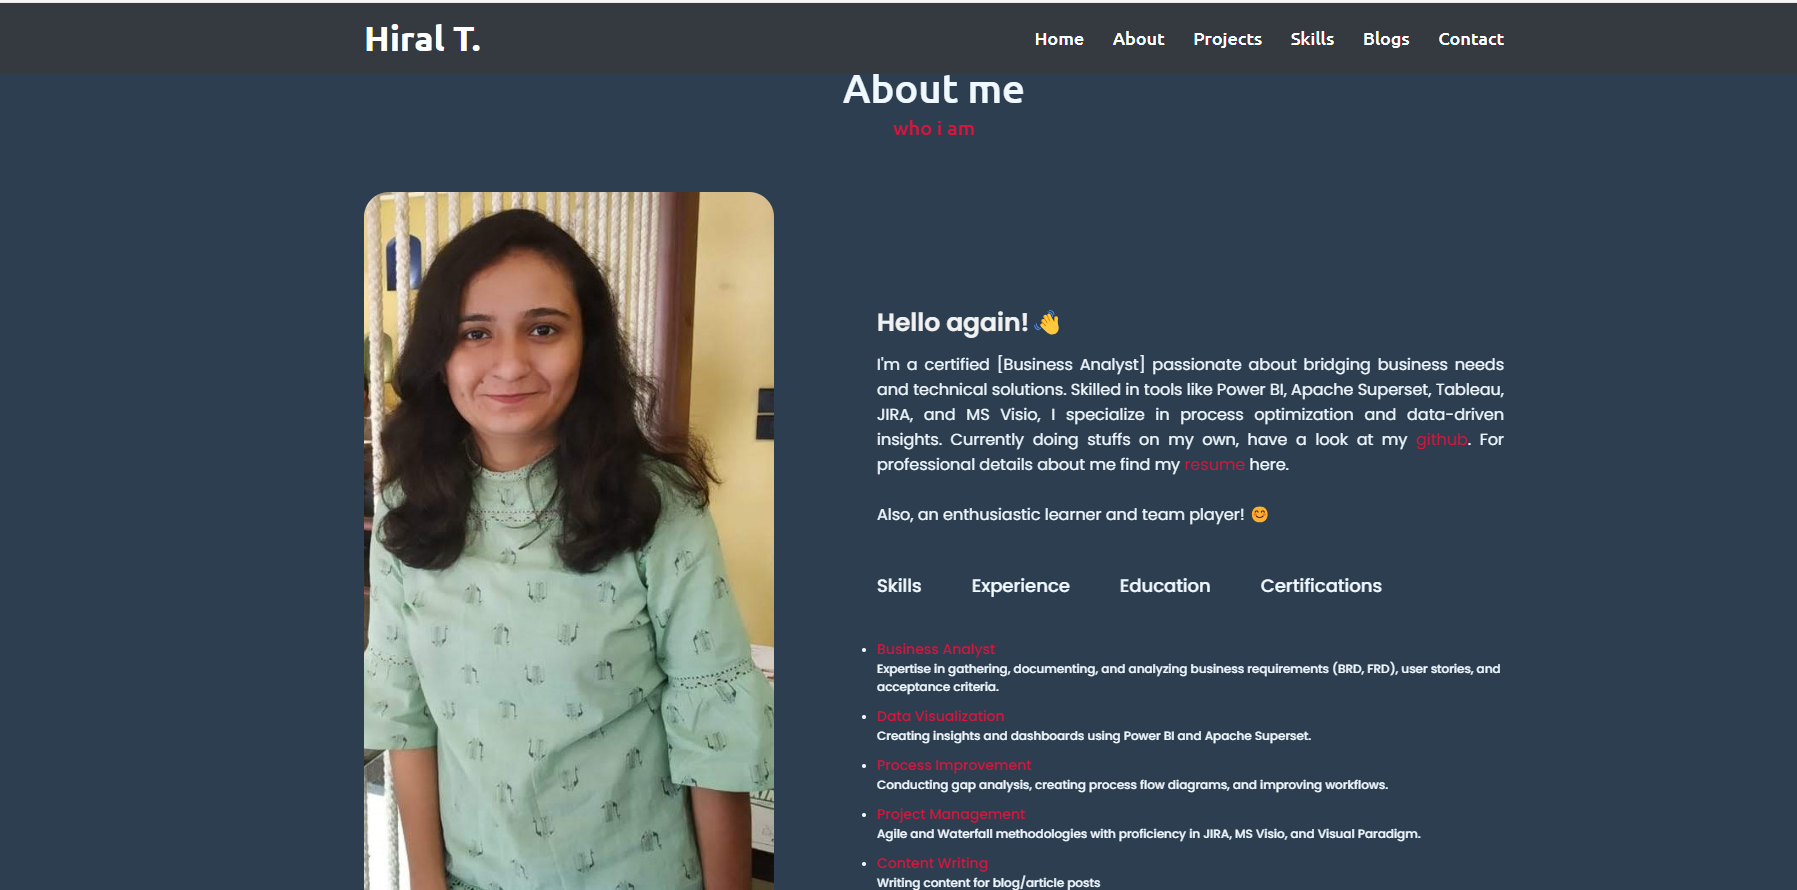 Hiral T.
Home About Projects Skills Blogs Contact
About me
who i am
Hello again! 👋
I'm a certified [Business Analyst] passionate about bridging business needs
and technical solutions. Skilled in tools like Power BI, Apache Superset, Tableau,
JIRA, and MS Visio, I specialize in process optimization and data-driven
insights. Currently doing stuffs on my own, have a look at my github. For
professional details about me find my resume here.
Also, an enthusiastic learner and team player! 😊
Skills Experience Education Certifications
• Business Analyst
Expertise in gathering, documenting, and analyzing business requirements (BRD, FRD), user stories, and
acceptance criteria.
• Data Visualization
Creating insights and dashboards using Power BI and Apache Superset.
• Process Improvement
Conducting gap analysis, creating process flow diagrams, and improving workflows.
• Project Management
Agile and Waterfall methodologies with proficiency in JIRA, MS Visio, and Visual Paradigm.
• Content Writing
Writing content for blog/article posts